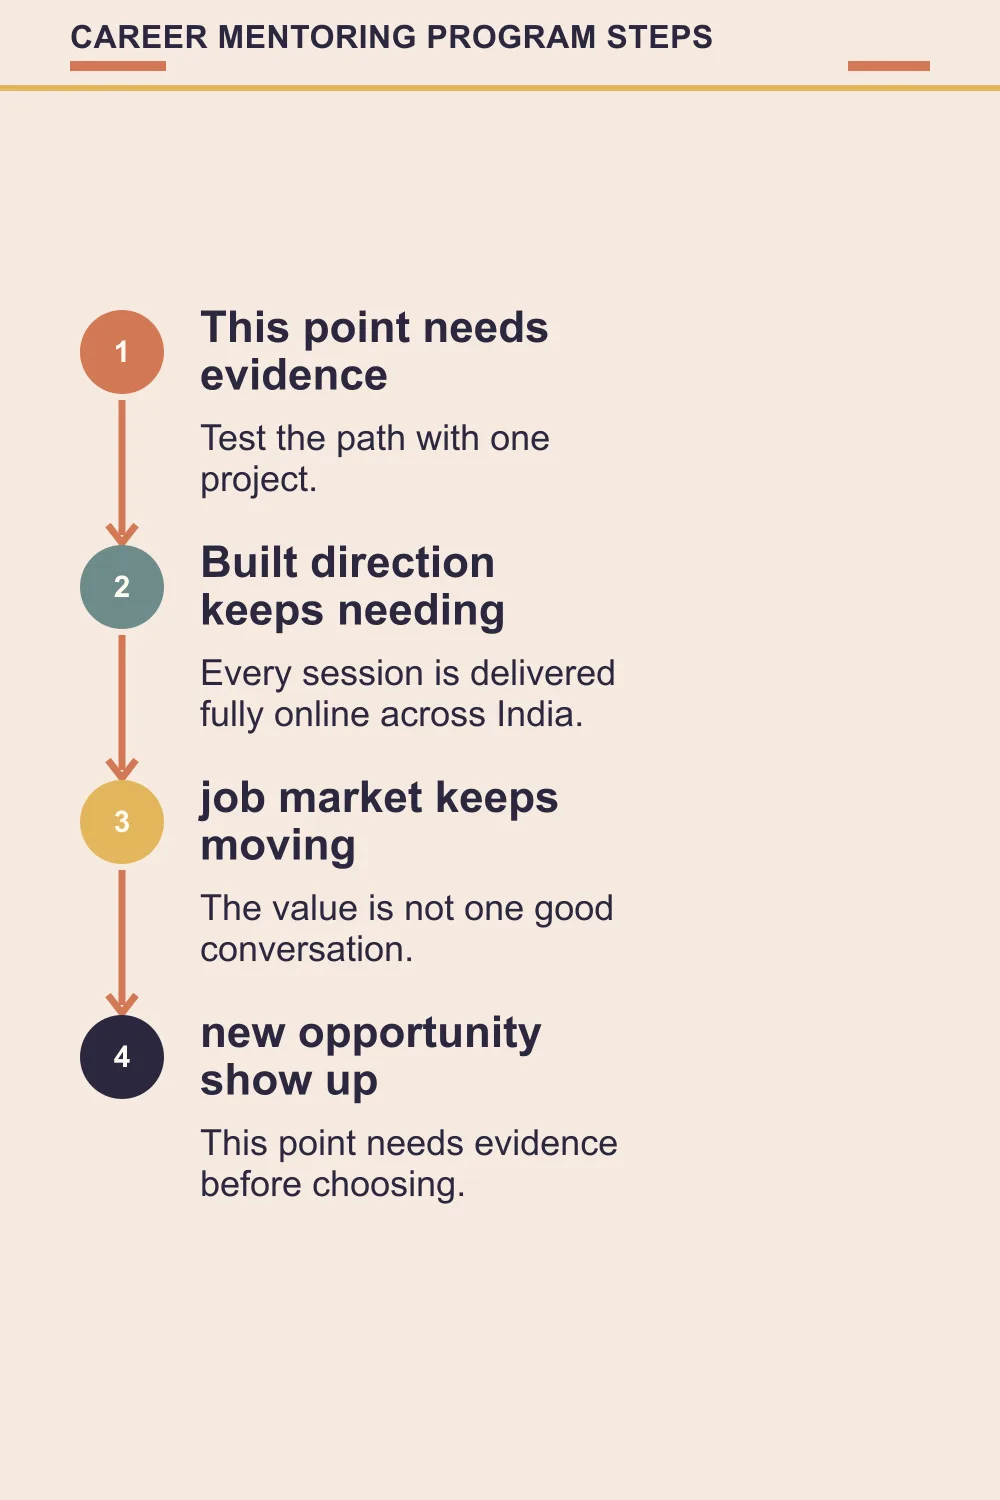 CAREER MENTORING PROGRAM STEPS
1
This point needs
evidence
Test the path with one
project.
2
Built direction
keeps needing
Every session is delivered
fully online across India.
3
job market keeps
moving
The value is not one good
conversation.
4
new opportunity
show up
This point needs evidence
before choosing.